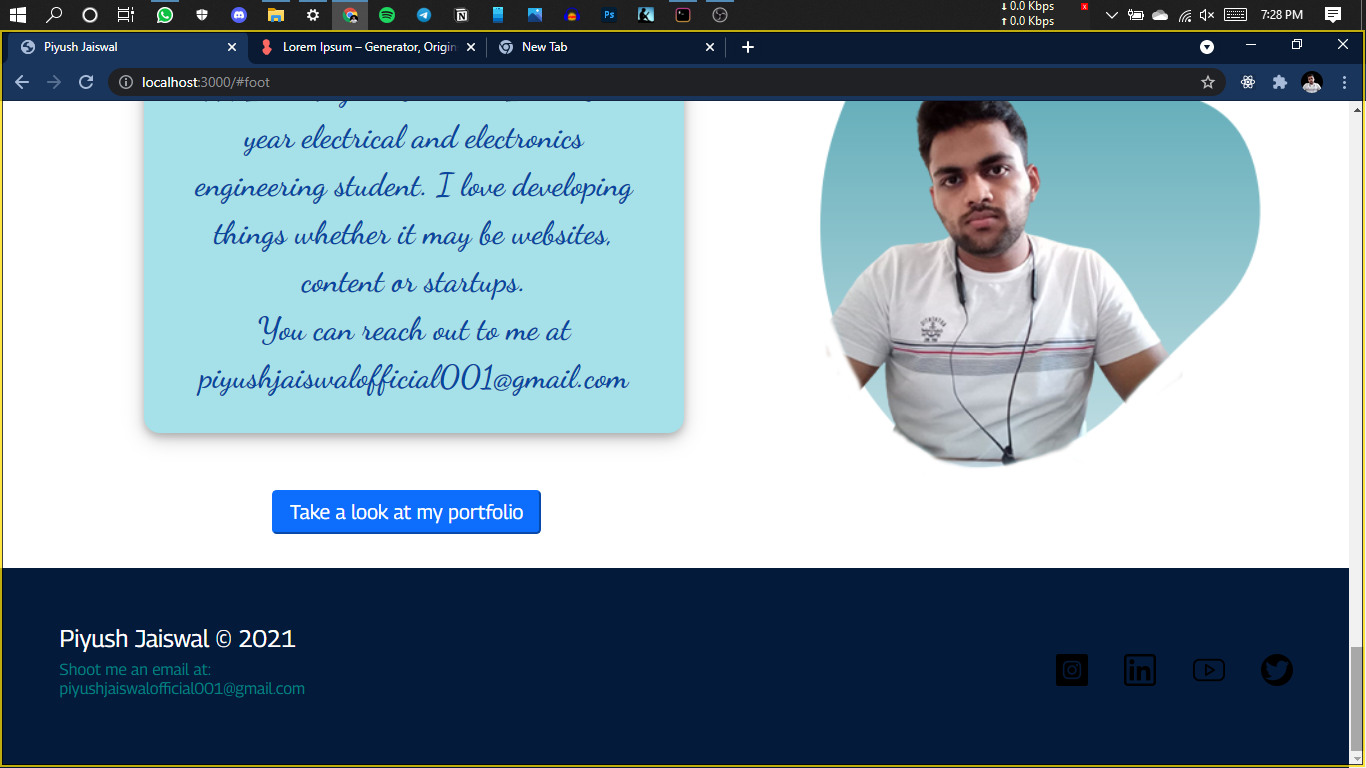 ↓ 0.0 Kbps
↑ 0.0 Kbps
7:28 PM
Piyush Jaiswal
Lorem Ipsum – Generator, Origin
New Tab
localhost:3000/#foot
year electrical and electronics
engineering student. I love developing
things whether it may be websites,
content or startups.
You can reach out to me at
piyushjaiswalofficial001@gmail.com
Take a look at my portfolio
Piyush Jaiswal © 2021
Shoot me an email at:
piyushjaiswalofficial001@gmail.com